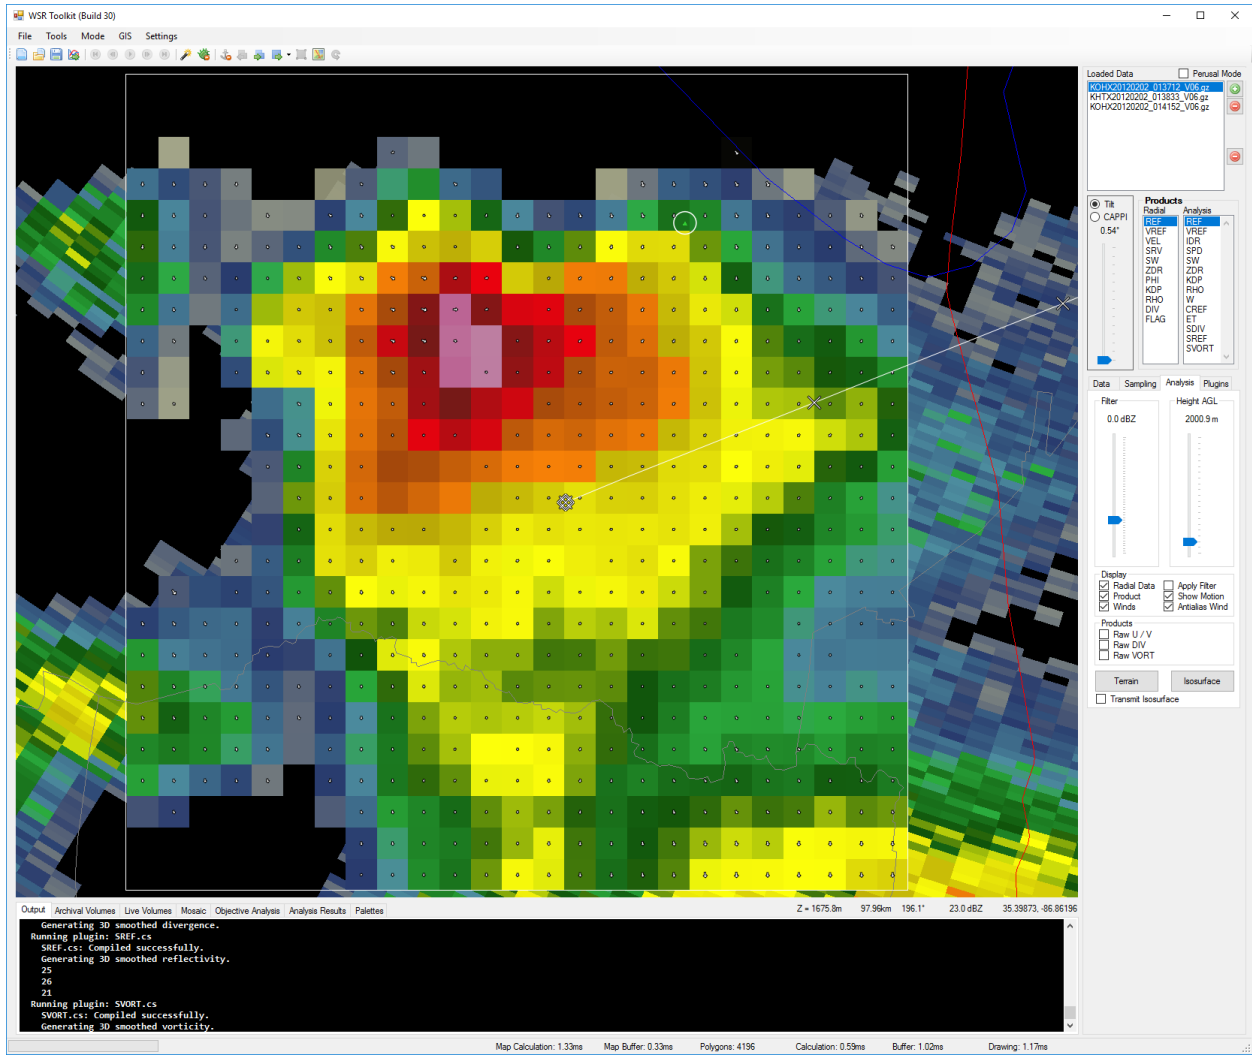 WSR Toolkit (Build 30)
File Tools Mode GIS Settings
Loaded Data Perusal Mode
KOHX20120202_013712_V06.gz
KHTX20120202_013833_V06.gz
KOHX20120202_014152_V06.gz
Tilt
CAPPI
0.54°
Products
Radial Analysis
REF REF
VREF VREF
VEL IDR
SRV SPD
SW SW
ZDR ZDR
PHI KDP
KDP RHO
RHO W
DIV CREF
FLAG ET
SDIV
SREF
SVORT
Data Sampling Analysis Plugins
Filter Height AGL
0.0 dBZ 2000.9 m
Display
Radial Data Apply Filter
Product Show Motion
Winds Antialias Wind
Products
Raw U / V
Raw DIV
Raw VORT
Terrain Isosurface
Transmit Isosurface
Output Archival Volumes Live Volumes Mosaic Objective Analysis Analysis Results Palettes
Z = 1675.8m 97.96km 196.1° 23.0 dBZ 35.39873, -86.86196
Generating 3D smoothed divergence.
Running plugin: SREF.cs
SREF.cs: Compiled successfully.
Generating 3D smoothed reflectivity.
25
26
21
Running plugin: SVORT.cs
SVORT.cs: Compiled successfully.
Generating 3D smoothed vorticity.
Map Calculation: 1.33ms Map Buffer: 0.33ms Polygons: 4196 Calculation: 0.59ms Buffer: 1.02ms Drawing: 1.17ms